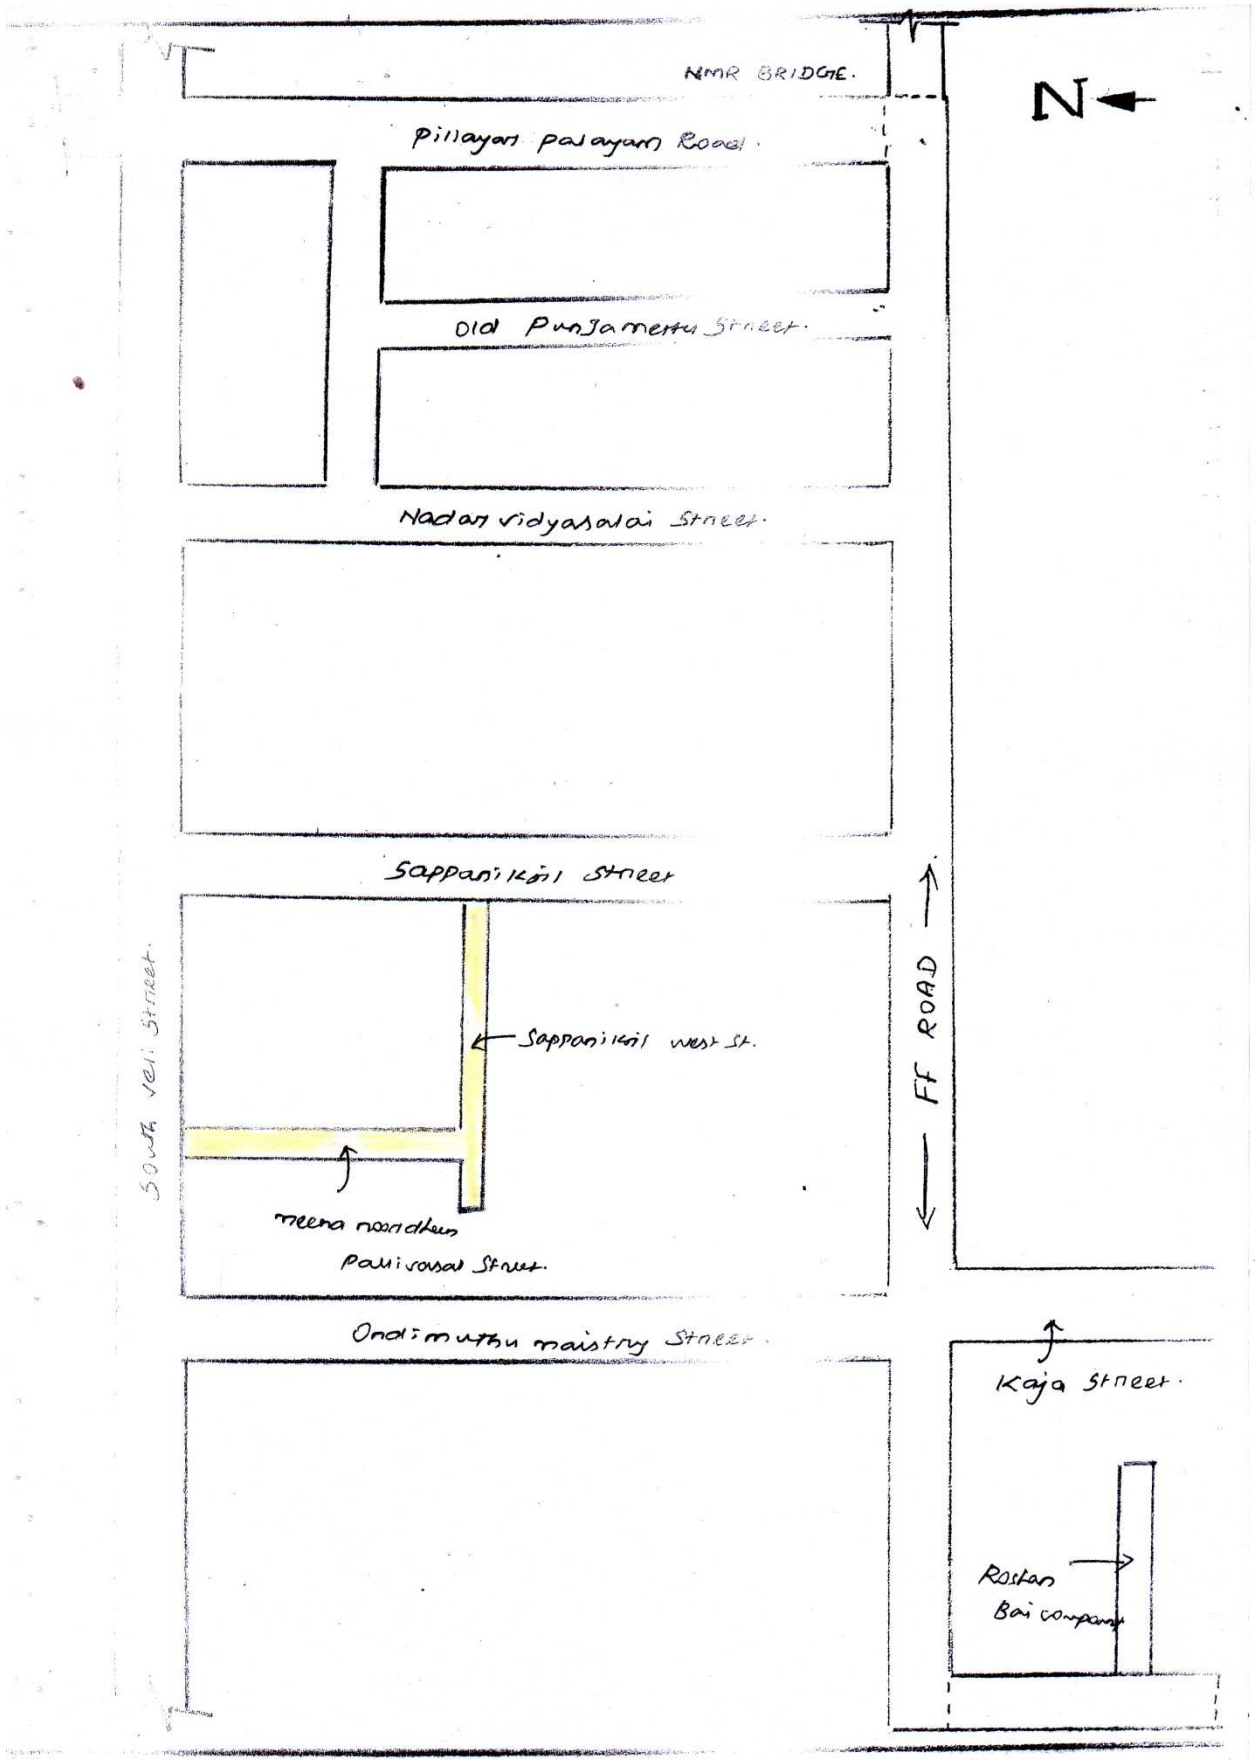 NMR BRIDGE.
N
Pillayar Palayam Road.
Old Punjamettu Street.
Nadar vidyasalai Street.
Sappanikoil Street
South Veli Street.
Sappanikoil west St.
FF ROAD
meena noordheen
Pallivasal Street.
Ondimuthu maistry Street.
Kaja Street.
Rostan
Bai company